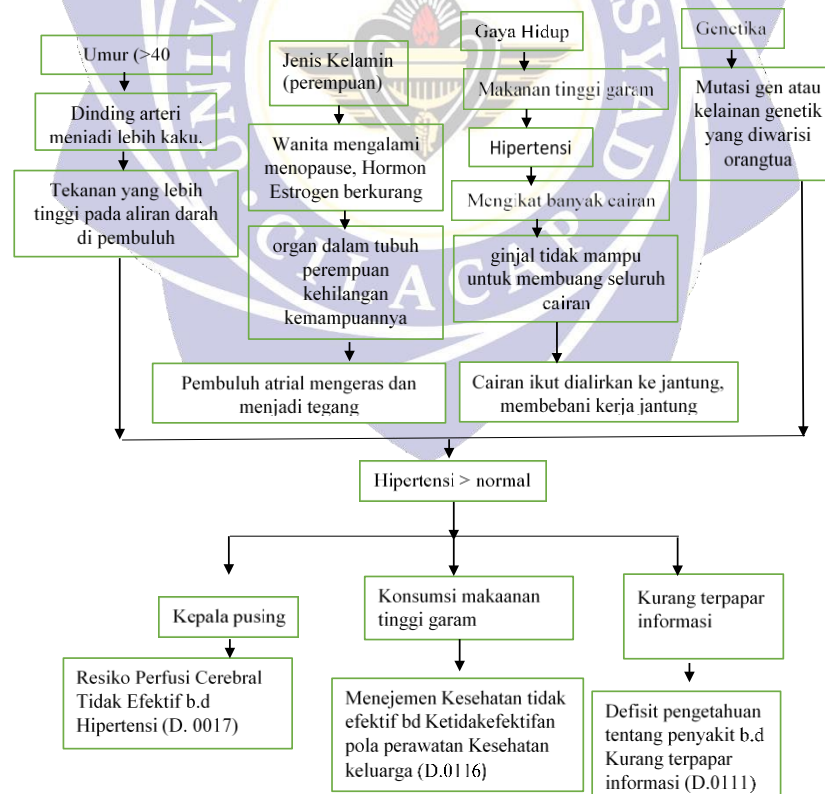 Umur (>40
Dinding arteri
meniadi lebih kaku.
Tekanan yang lebih
tinggi pada aliran darah
di pembuluh
Jenis Kelamin
(perempuan)
Wanita mengalami
menopause, Hormon
Estrogen berkurang
organ dalam tubuh
perempuan
kehilangan
kemampuannya
Pembuluh atrial mengeras dan
menjadi tegang
Gaya Hidup
Makanan tinggi garam
Hipertensi
Mengikat banyak cairan
ginjal tidak mampu
untuk membuang seluruh
cairan
Cairan ikut dialirkan ke jantung,
membebani kerja jantung
Genetika
Mutasi gen atau
kelainan genetik
yang diwarisi
orangtua
Hipertensi > normal
Kepala pusing
Resiko Perfusi Cerebral
Tidak Efektif b.d
Hipertensi (D. 0017)
Konsumsi makaanan
tinggi garam
Menejemen Kesehatan tidak
efektif bd Ketidakefektifan
pola perawatan Kesehatan
keluarga (D.0116)
Kurang terpapar
informasi
Defisit pengetahuan
tentang penyakit b.d
Kurang terpapar
informasi (D.0111)
CILACAP